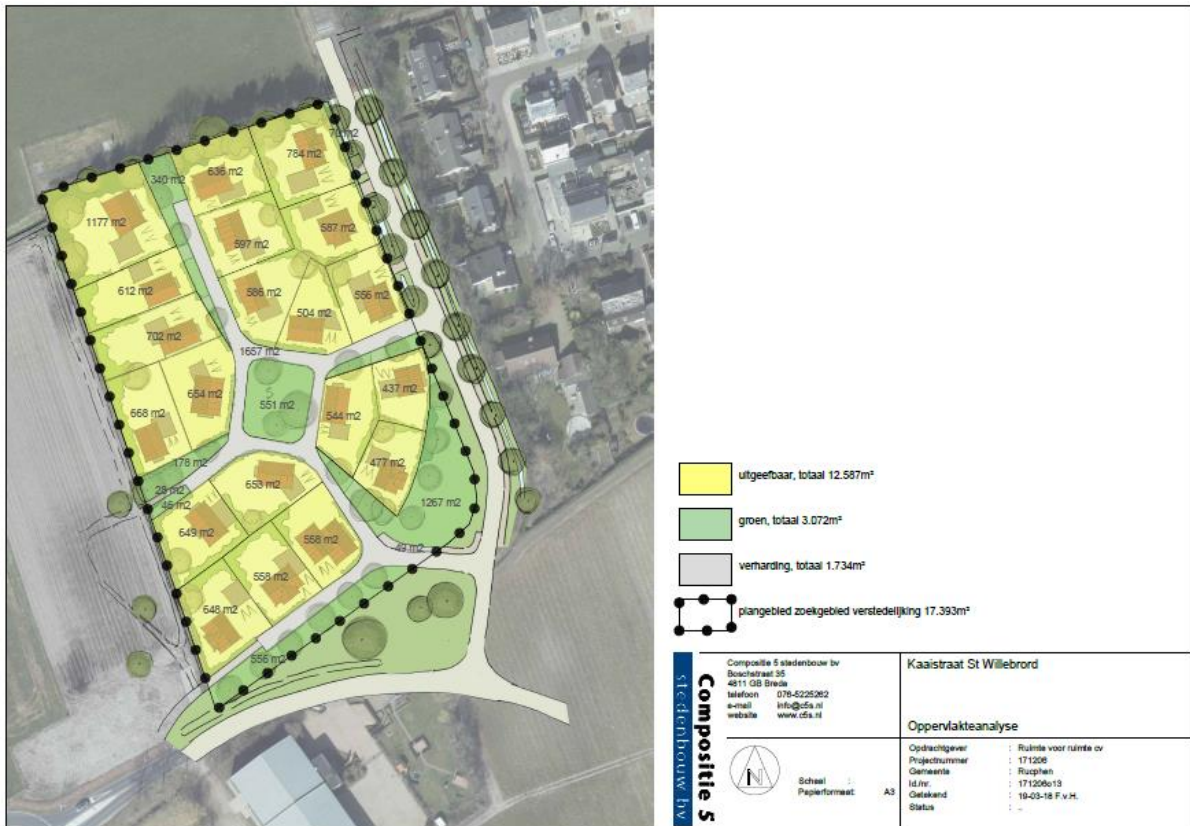 70 m2
784 m2
636 m2
340 m2
1177 m2
587 m2
597 m2
612 m2
586 m2
556 m2
504 m2
702 m2
1657 m2
437 m2
654 m2
551 m2
544 m2
668 m2
477 m2
178 m2
653 m2
28 m2
1267 m2
46 m2
649 m2
558 m2
49 m2
558 m2
648 m2
556 m2
uitgeefbaar, totaal 12.587m²
groen, totaal 3.072m²
verharding, totaal 1.734m²
plangebied zoekgebied verstedelijking 17.393m²
Compositie 5
stedenbouw bv
Compositie 5 stedenbouw bv
Boschstraat 35
4811 GB Breda
telefoon 076-5225262
e-mail info@c5s.nl
website www.c5s.nl
N
Schaal :
Papierformaat: A3
Kaaistraat St Willebrord
Oppervlakteanalyse
Opdrachtgever : Ruimte voor ruimte cv
Projectnummer : 171206
Gemeente : Rucphen
Id.nr. : 171206o13
Getekend : 19-03-18 F.v.H.
Status : ..